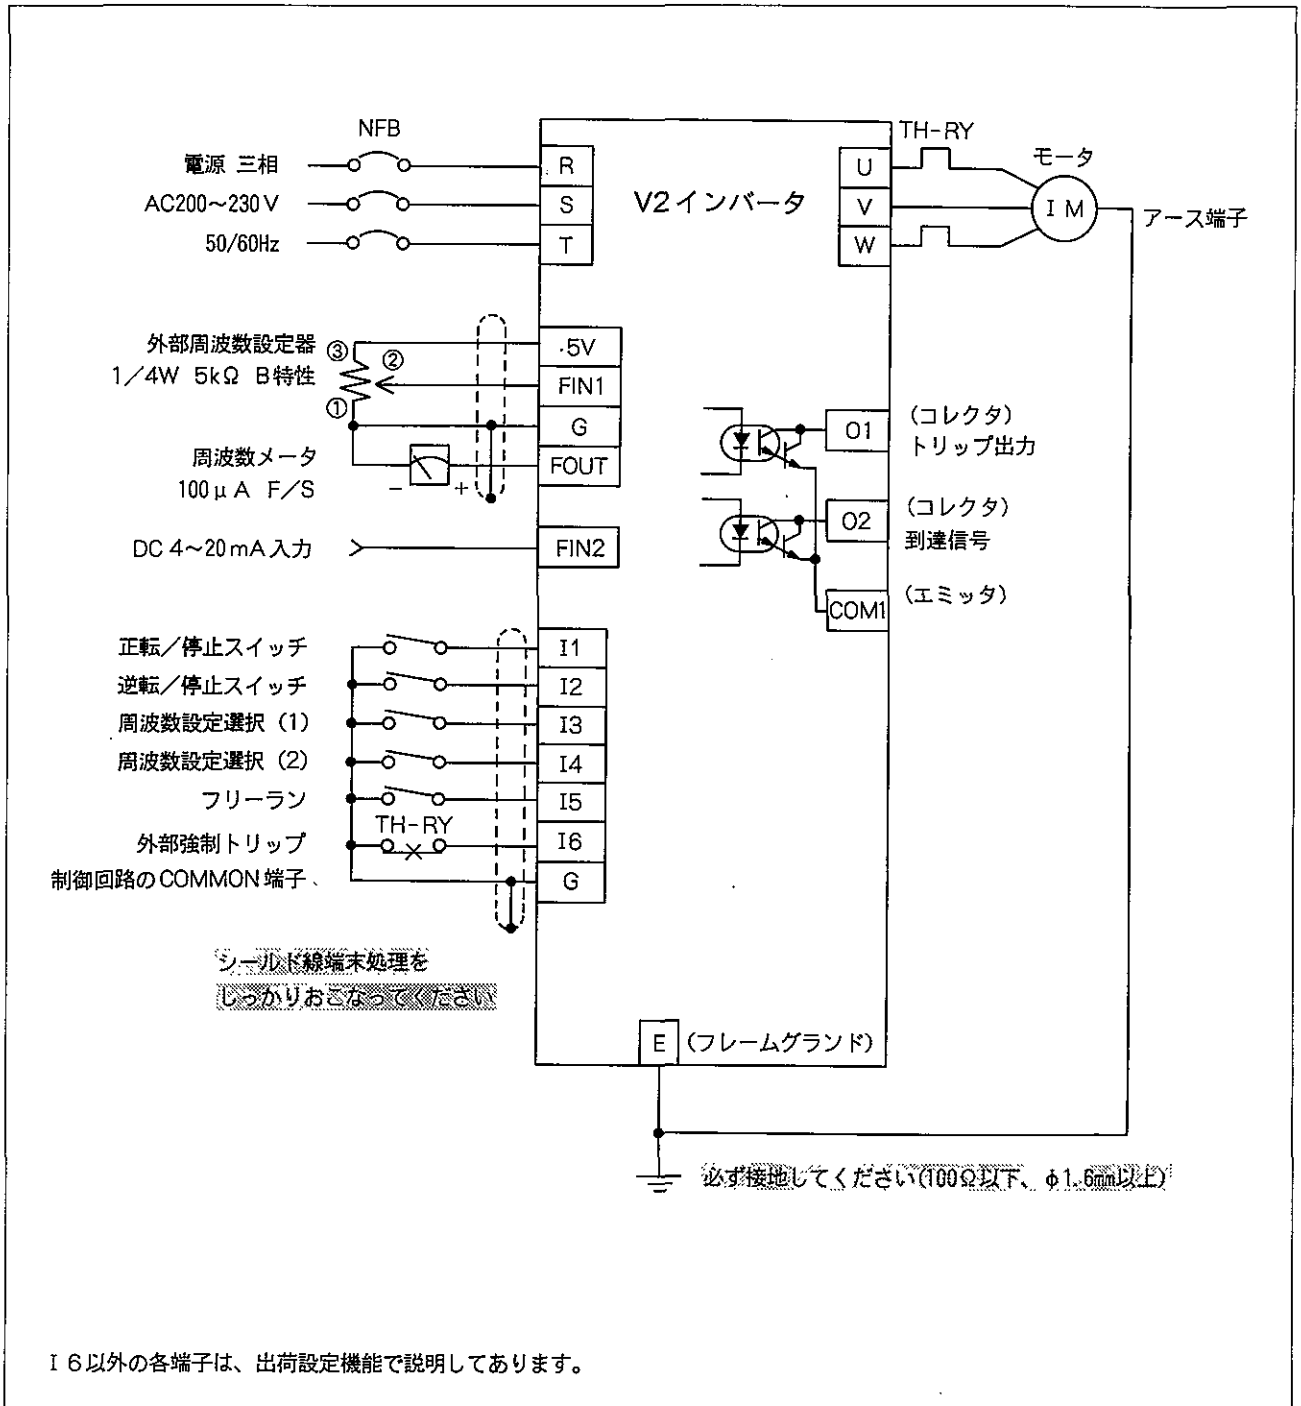 NFB
電源 三相
AC200～230V
50/60Hz
R
S
T
V2インバータ
TH-RY
U
V
W
モータ
IM
アース端子
外部周波数設定器
1／4W 5kΩ B特性
③
②
①
5V
FIN1
G
FOUT
周波数メータ
100μA F／S
－
＋
DC 4～20mA入力
FIN2
O1
（コレクタ）
トリップ出力
O2
（コレクタ）
到達信号
COM1
（エミッタ）
正転／停止スイッチ
I1
逆転／停止スイッチ
I2
周波数設定選択（1）
I3
周波数設定選択（2）
I4
フリーラン
I5
TH-RY
外部強制トリップ
I6
制御回路のCOMMON端子
G
シールド線端末処理を
しっかりおこなってください
E
（フレームグランド）
必ず接地してください(100Ω以下、φ1.6mm以上)
I 6以外の各端子は、出荷設定機能で説明してあります。